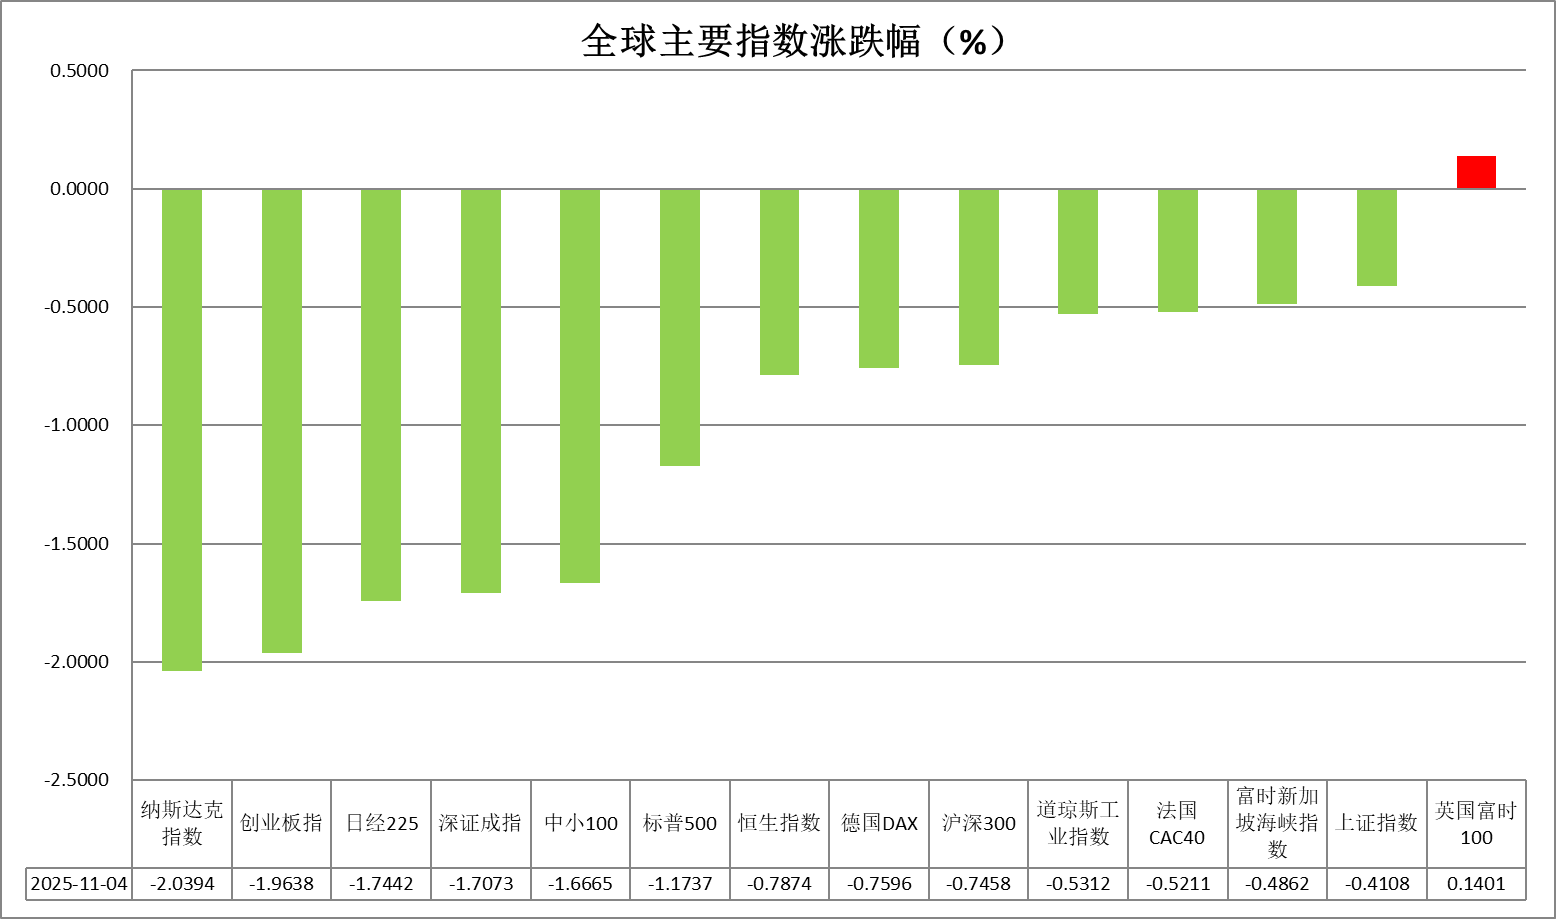 全球主要指数涨跌幅（%）
0.5000
0.0000
-0.5000
-1.0000
-1.5000
-2.0000
-2.5000
纳斯达克
指数
创业板指
日经225
深证成指
中小100
标普500
恒生指数
德国DAX
沪深300
道琼斯工
业指数
法国
CAC40
富时新加
坡海峡指
数
上证指数
英国富时
100
2025-11-04 -2.0394 -1.9638 -1.7442 -1.7073 -1.6665 -1.1737 -0.7874 -0.7596 -0.7458 -0.5312 -0.5211 -0.4862 -0.4108 0.1401